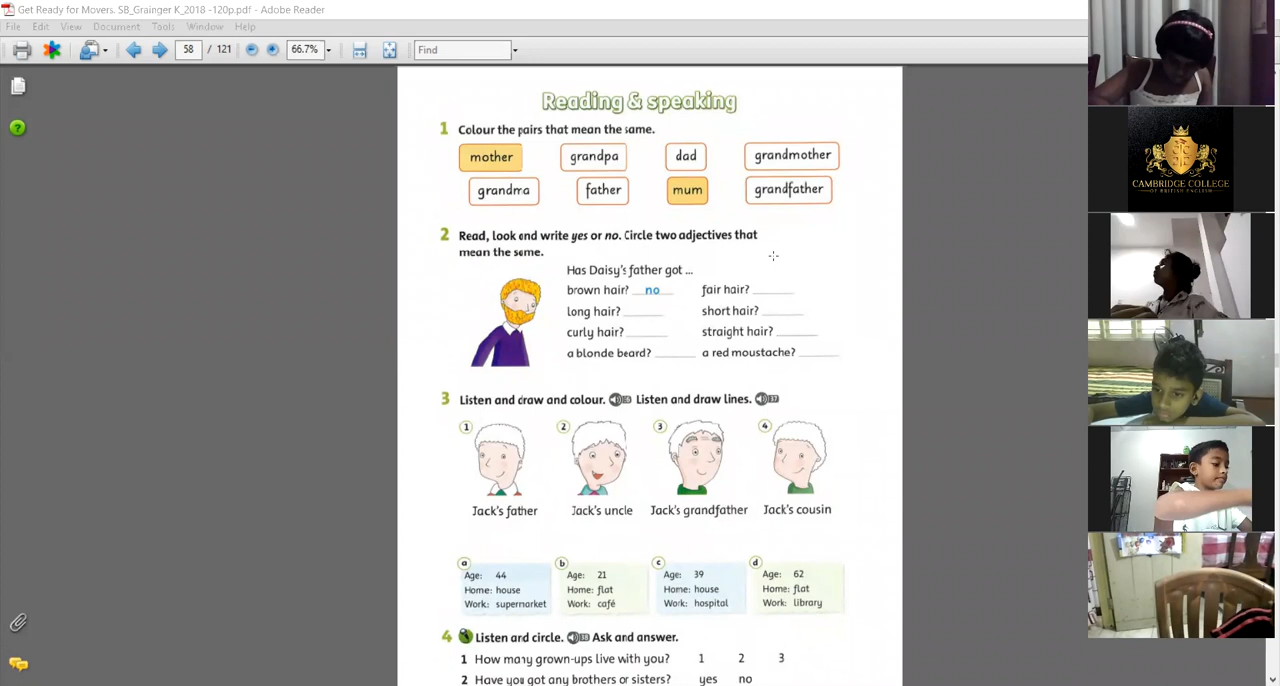 Get Ready for Movers. SB_Grainger K_2018 -120p.pdf - Adobe Reader
File Edit View Document Tools Window Help
58 / 121 66.7% Find
Reading & speaking
1 Colour the pairs that mean the same.
mother grandpa dad grandmother
grandma father mum grandfather
2 Read, look and write yes or no. Circle two adjectives that
mean the same.
Has Daisy's father got ...
brown hair? no fair hair?
long hair? short hair?
curly hair? straight hair?
a blonde beard? a red moustache?
3 Listen and draw and colour. Listen and draw lines. 37
1 2 3 4
Jack's father Jack's uncle Jack's grandfather Jack's cousin
a b c d
Age: 44 Age: 21 Age: 39 Age: 62
Home: house Home: flat Home: house Home: flat
Work: supermarket Work: café Work: hospital Work: library
4 Listen and circle. 38 Ask and answer.
1 How many grown-ups live with you? 1 2 3
2 Have you got any brothers or sisters? yes no
CAMBRIDGE COLLEGE
OF BRITISH ENGLISH